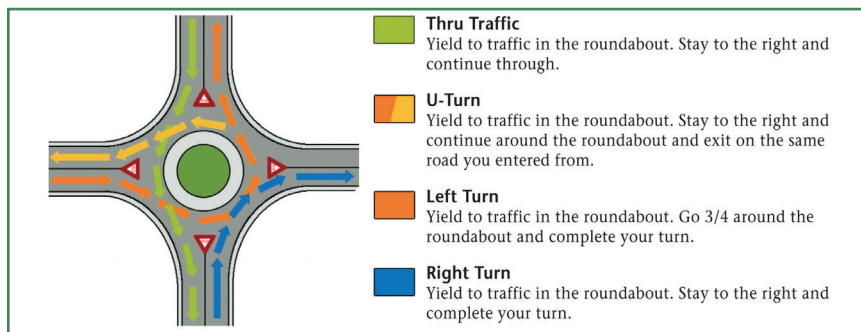 Thru Traffic
Yield to traffic in the roundabout. Stay to the right and
continue through.
U-Turn
Yield to traffic in the roundabout. Stay to the right and
continue around the roundabout and exit on the same
road you entered from.
Left Turn
Yield to traffic in the roundabout. Go 3/4 around the
roundabout and complete your turn.
Right Turn
Yield to traffic in the roundabout. Stay to the right and
complete your turn.